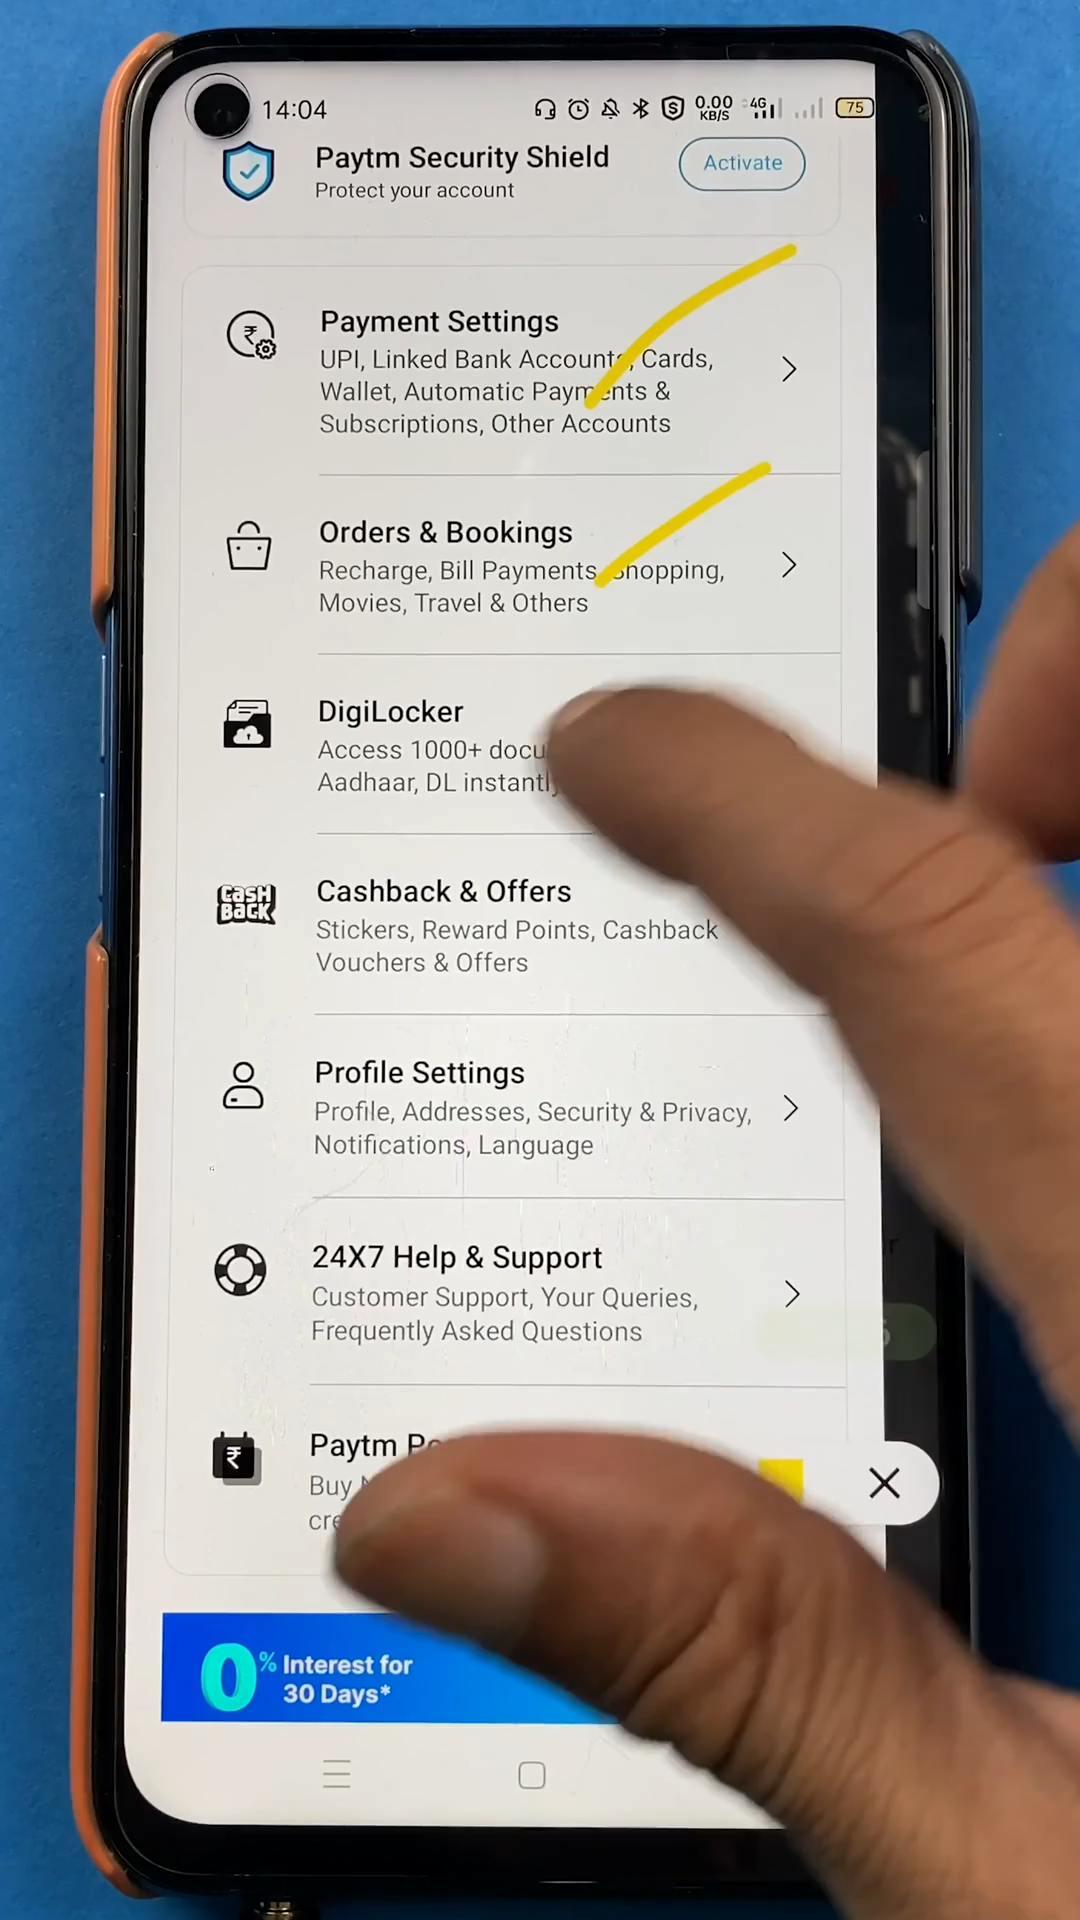 14:04
0.00
KB/S
4G
75
Paytm Security Shield
Activate
Protect your account
Payment Settings
UPI, Linked Bank Accounts, Cards,
Wallet, Automatic Payments &
Subscriptions, Other Accounts
Orders & Bookings
Recharge, Bill Payments, Shopping,
Movies, Travel & Others
DigiLocker
Access 1000+
Aadhaar, DL instantly
CASH
BACK
Cashback & Offers
Stickers, Reward Points, Cashback
Vouchers & Offers
Profile Settings
Profile, Addresses, Security & Privacy,
Notifications, Language
24X7 Help & Support
Customer Support, Your Queries,
Frequently Asked Questions
Paytm
Buy
0% Interest for
30 Days*